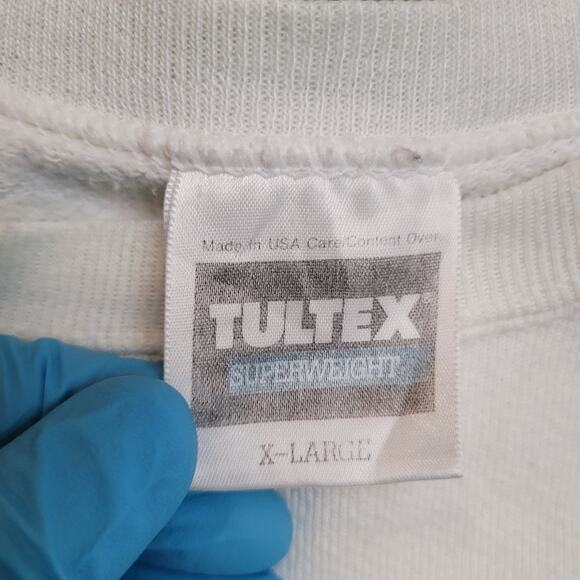 Made in USA Care/Content Over
TULTEX®
SUPERWEIGHT
X-LARGE